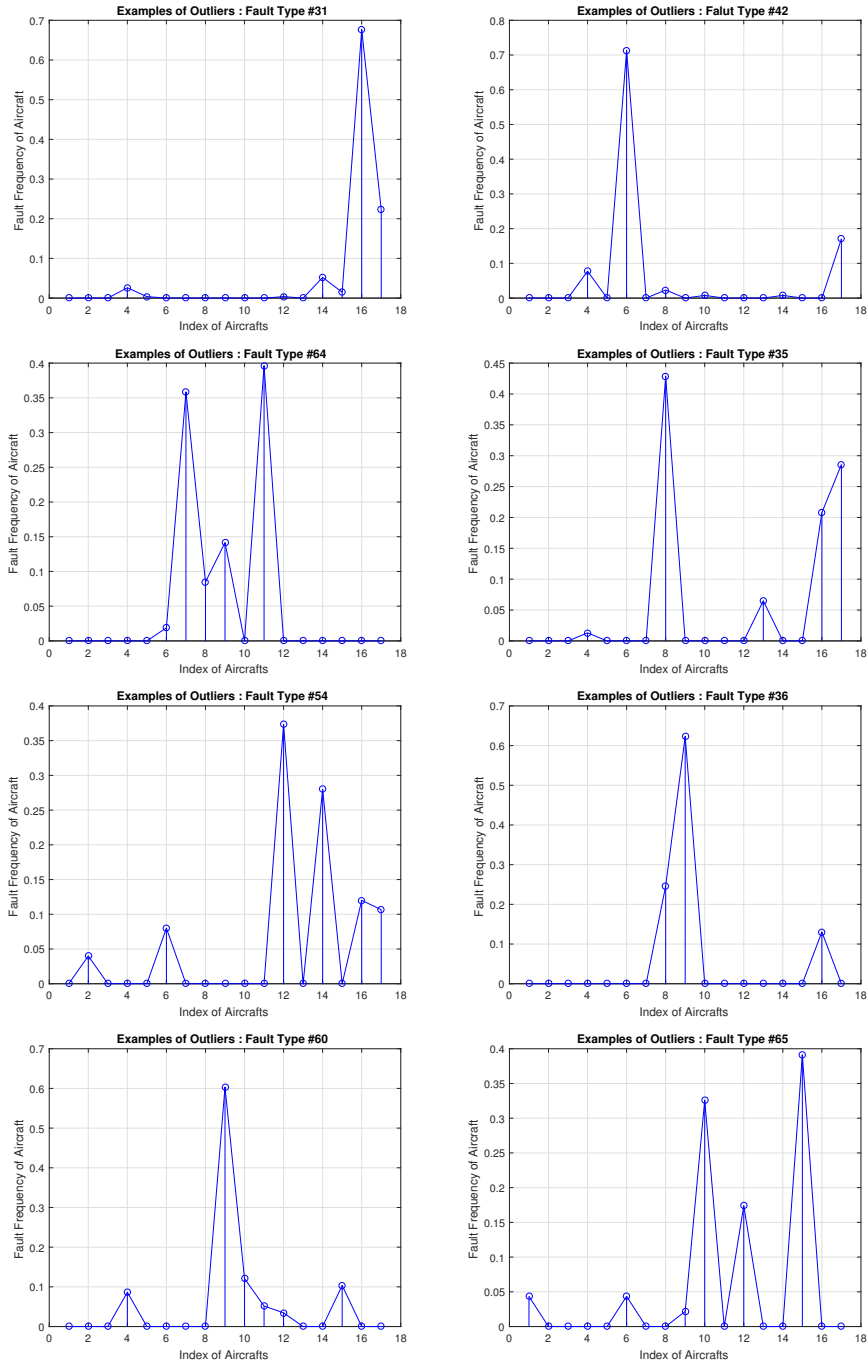 Examples of Outliers : Fault Type #31
0.7
0.6
0.5
0.4
0.3
0.2
0.1
0
0 2 4 6 8 10 12 14 16 18
Fault Frequency of Aircraft
Index of Aircrafts
Examples of Outliers : Falut Type #42
0.8
0.7
0.6
0.5
0.4
0.3
0.2
0.1
0
0 2 4 6 8 10 12 14 16 18
Fault Frequency of Aircraft
Index of Aircrafts
Examples of Outliers : Fault Type #64
0.4
0.35
0.3
0.25
0.2
0.15
0.1
0.05
0
0 2 4 6 8 10 12 14 16 18
Fault Frequency of Aircraft
Index of Aircrafts
Examples of Outliers : Fault Type #35
0.45
0.4
0.35
0.3
0.25
0.2
0.15
0.1
0.05
0
0 2 4 6 8 10 12 14 16 18
Fault Frequency of Aircraft
Index of Aircrafts
Examples of Outliers : Fault Type #54
0.4
0.35
0.3
0.25
0.2
0.15
0.1
0.05
0
0 2 4 6 8 10 12 14 16 18
Fault Frequency of Aircraft
Index of Aircrafts
Examples of Outliers : Fault Type #36
0.7
0.6
0.5
0.4
0.3
0.2
0.1
0
0 2 4 6 8 10 12 14 16 18
Fault Frequency of Aircraft
Index of Aircrafts
Examples of Outliers : Fault Type #60
0.7
0.6
0.5
0.4
0.3
0.2
0.1
0
0 2 4 6 8 10 12 14 16 18
Fault Frequency of Aircraft
Index of Aircrafts
Examples of Outliers : Fault Type #65
0.4
0.35
0.3
0.25
0.2
0.15
0.1
0.05
0
0 2 4 6 8 10 12 14 16 18
Fault Frequency of Aircraft
Index of Aircrafts